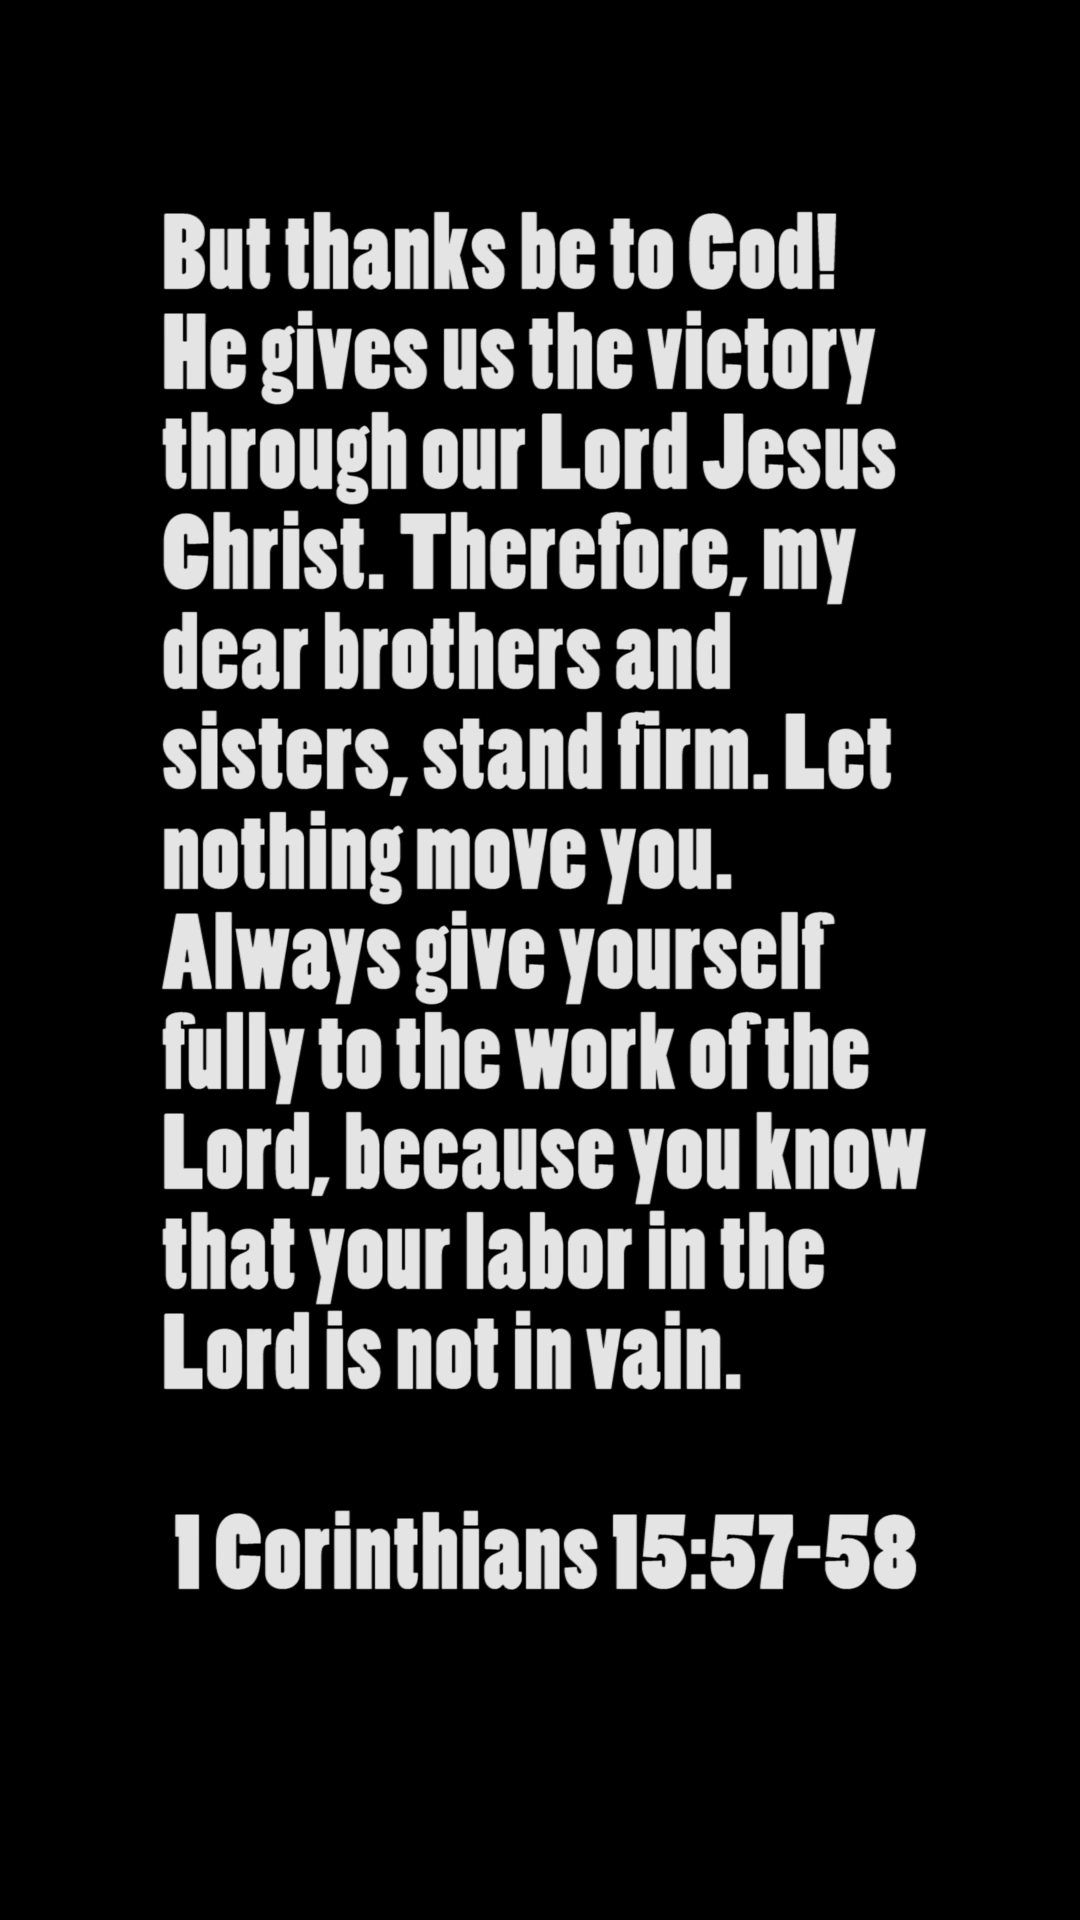 But thanks be to God!
He gives us the victory
through our Lord Jesus
Christ. Therefore, my
dear brothers and
sisters, stand firm. Let
nothing move you.
Always give yourself
fully to the work of the
Lord, because you know
that your labor in the
Lord is not in vain.
1 Corinthians 15:57-58